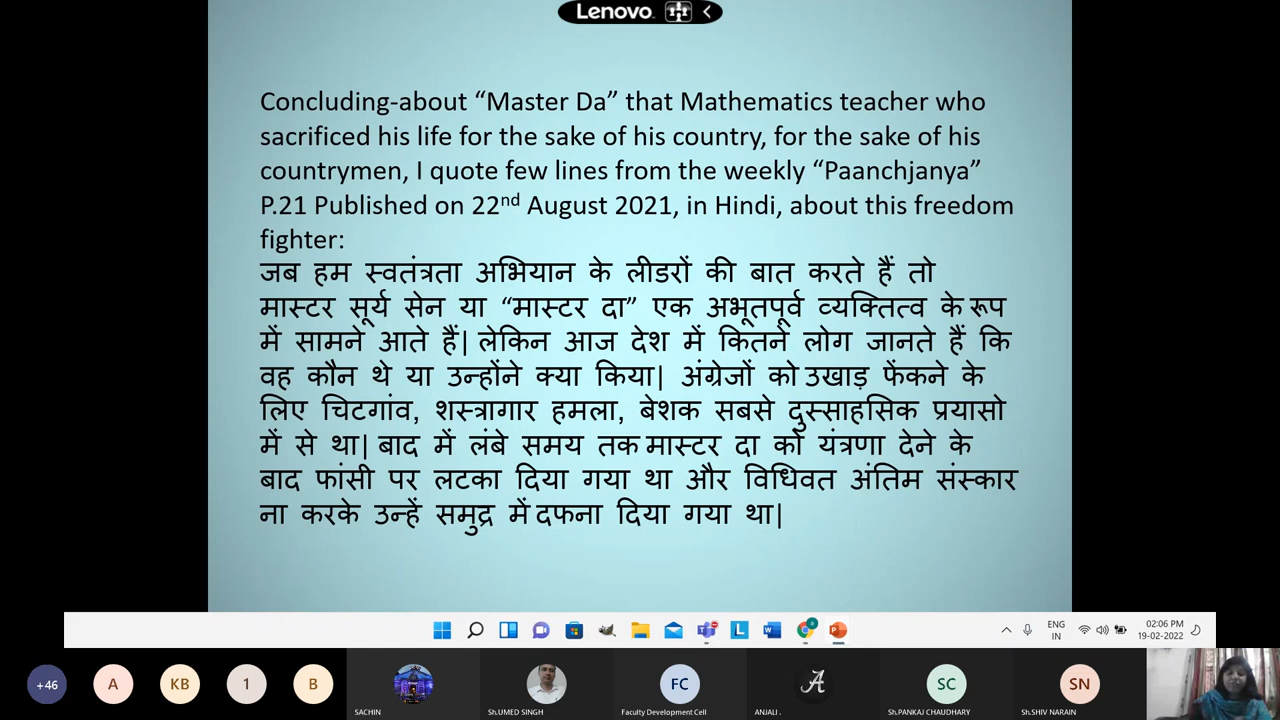 Lenovo
Concluding-about “Master Da” that Mathematics teacher who
sacrificed his life for the sake of his country, for the sake of his
countrymen, I quote few lines from the weekly “Paanchjanya”
P.21 Published on 22nd August 2021, in Hindi, about this freedom
fighter:
जब हम स्वतंत्रता अभियान के लीडरों की बात करते हैं तो
मास्टर सूर्य सेन या “मास्टर दा” एक अभूतपूर्व व्यक्तित्व के रूप
में सामने आते हैं| लेकिन आज देश में कितने लोग जानते हैं कि
वह कौन थे या उन्होंने क्या किया| अंग्रेजों को उखाड़ फेंकने के
लिए चिटगांव, शस्त्रागार हमला, बेशक सबसे दुस्साहसिक प्रयासो
में से था| बाद में लंबे समय तक मास्टर दा को यंत्रणा देने के
बाद फांसी पर लटका दिया गया था और विधिवत अंतिम संस्कार
ना करके उन्हें समुद्र में दफना दिया गया था|
ENG
IN
02:06 PM
19-02-2022
+46 A KB 1 B FC A SC SN
SACHIN Sh.UMED SINGH Faculty Development Cell ANJALI . Sh.PANKAJ CHAUDHARY Sh.SHIV NARAIN